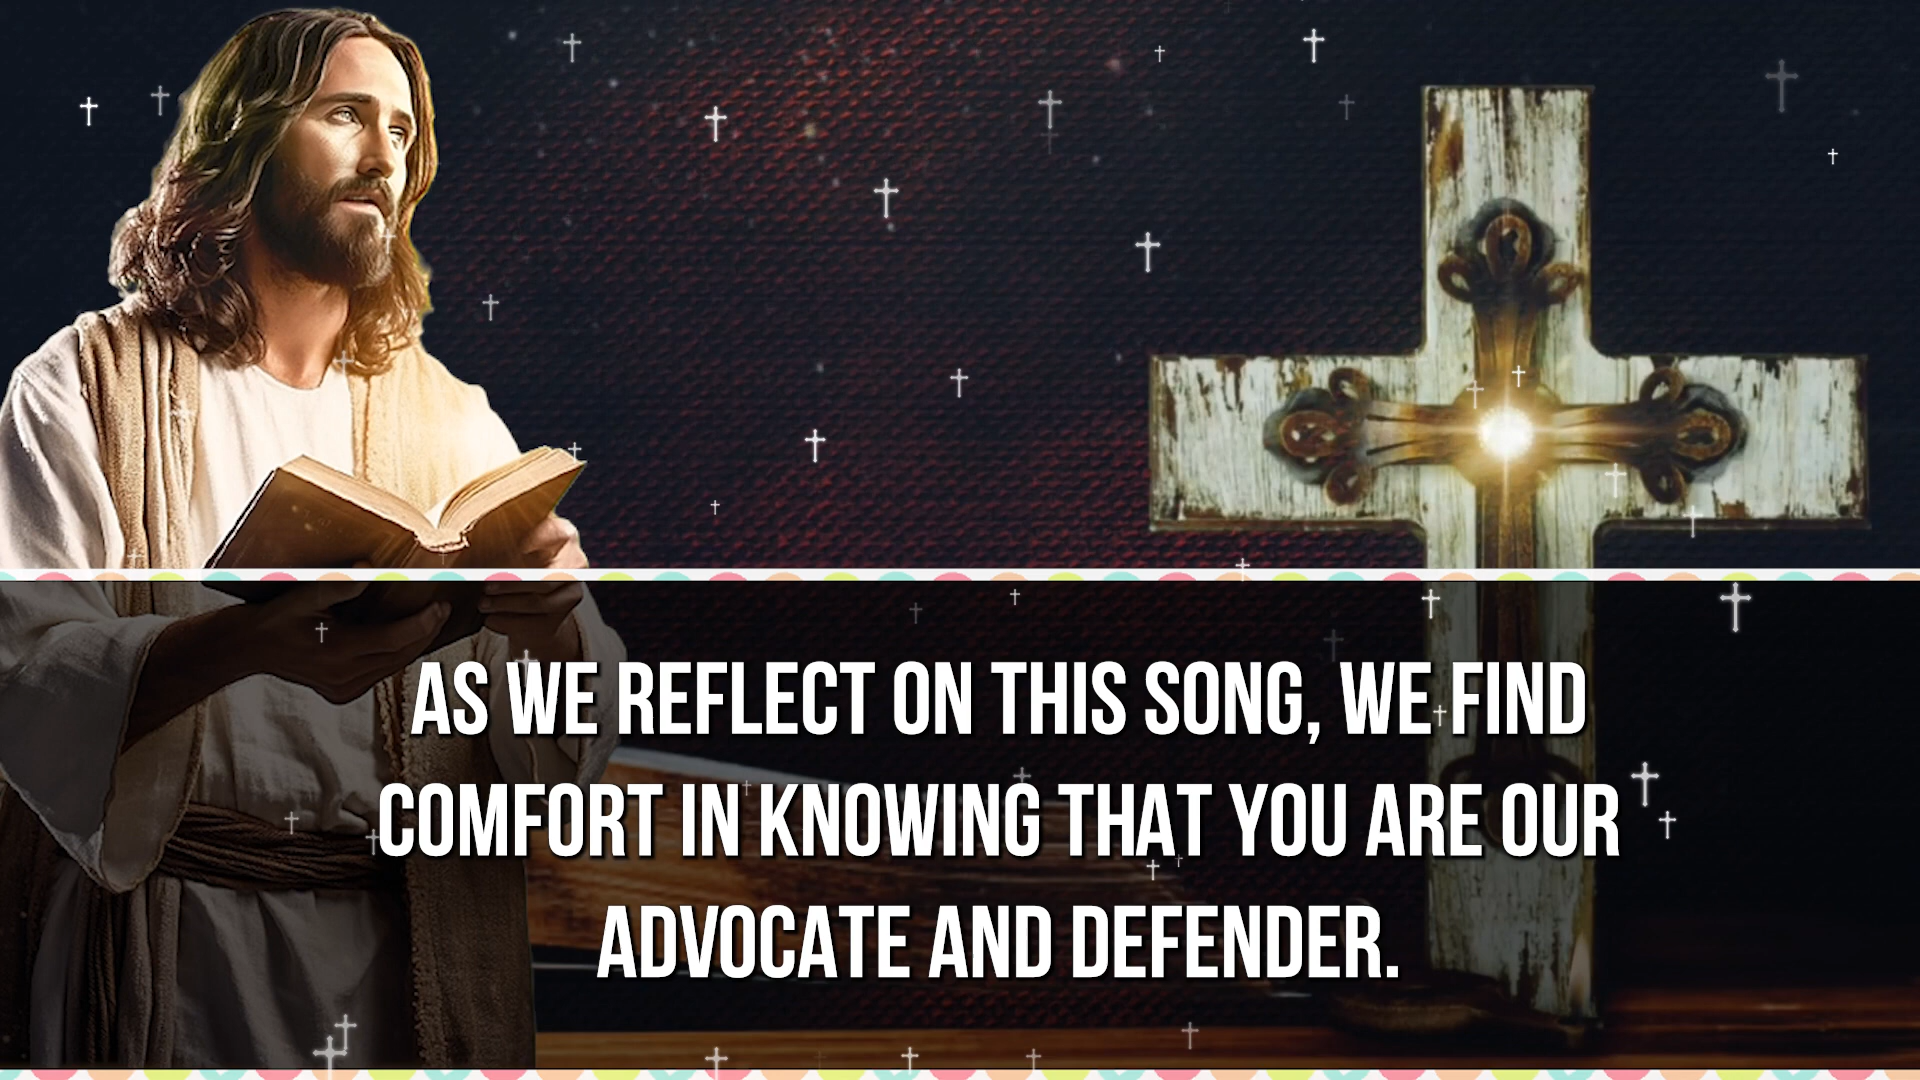 AS WE REFLECT ON THIS SONG, WE FIND
COMFORT IN KNOWING THAT YOU ARE OUR
ADVOCATE AND DEFENDER.